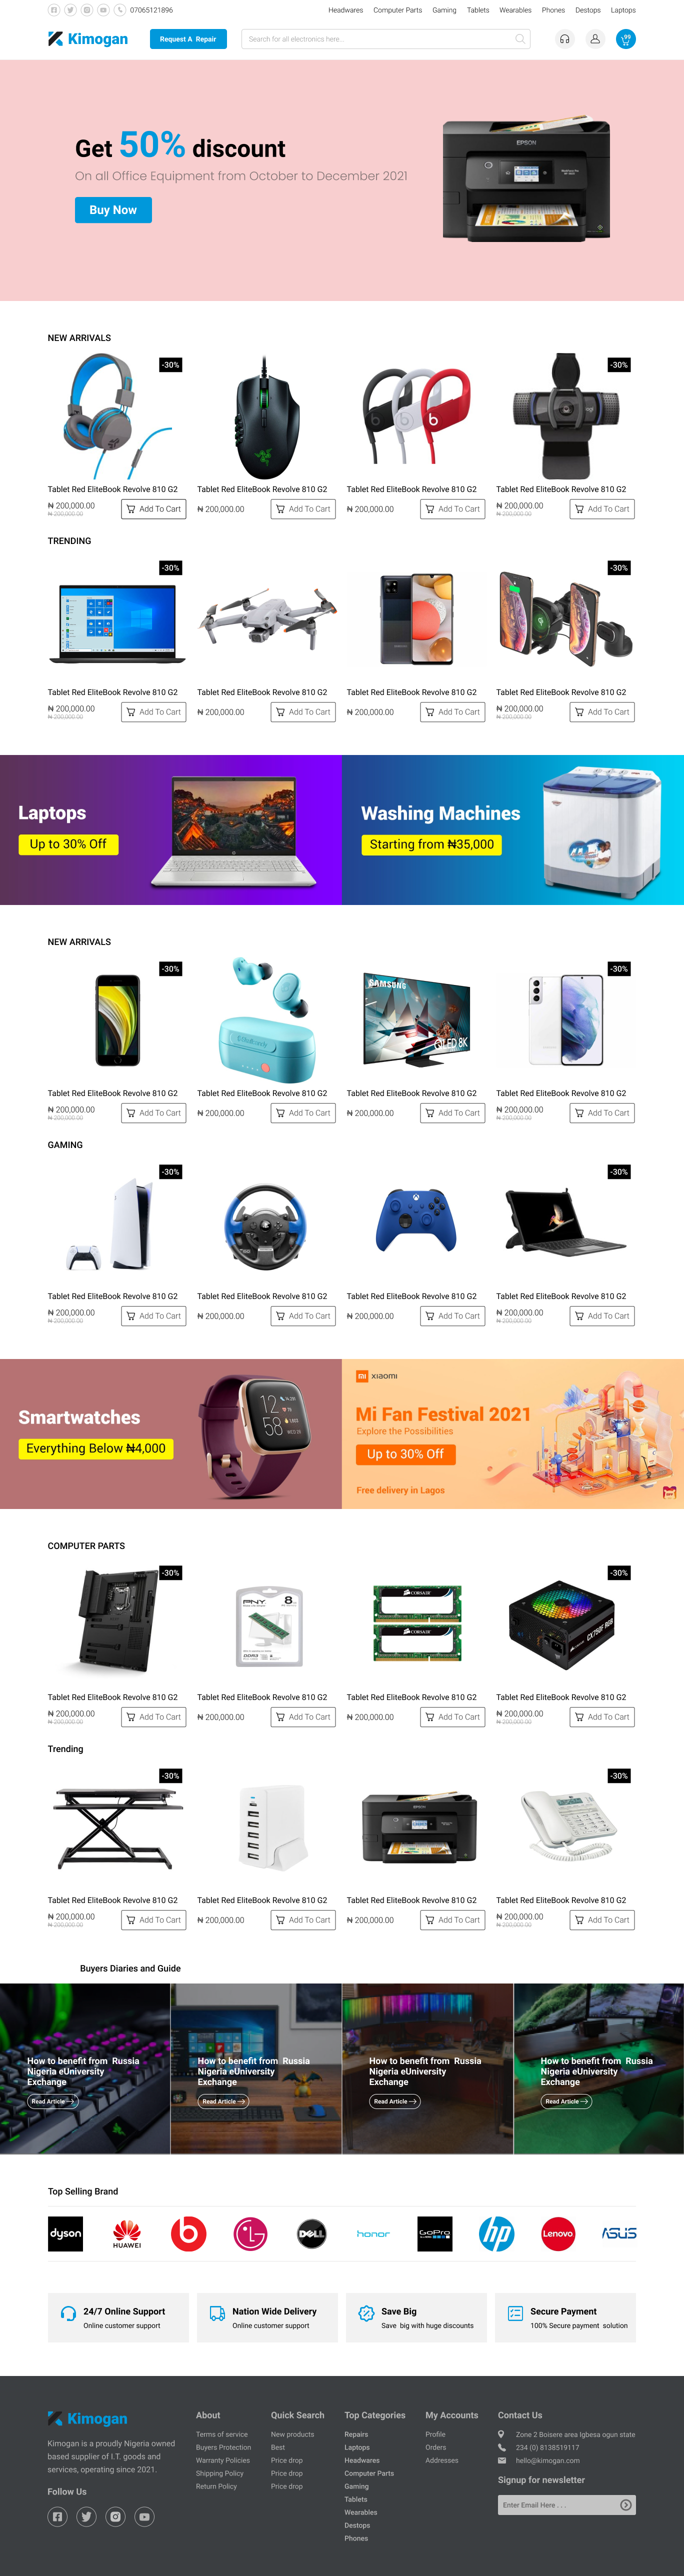 07065121896
Headwares Computer Parts Gaming Tablets Wearables Phones Destops Laptops
Kimogan Request A Repair Search for all electronics here... 99
Get 50% discount
On all Office Equipment from October to December 2021
Buy Now
EPSON
NEW ARRIVALS
-30% -30%
Tablet Red EliteBook Revolve 810 G2 Tablet Red EliteBook Revolve 810 G2 Tablet Red EliteBook Revolve 810 G2 Tablet Red EliteBook Revolve 810 G2
₦ 200,000.00 Add To Cart ₦ 200,000.00 Add To Cart ₦ 200,000.00 Add To Cart ₦ 200,000.00 Add To Cart
₦ 200,000.00 ₦ 200,000.00
TRENDING
-30% -30%
Tablet Red EliteBook Revolve 810 G2 Tablet Red EliteBook Revolve 810 G2 Tablet Red EliteBook Revolve 810 G2 Tablet Red EliteBook Revolve 810 G2
₦ 200,000.00 Add To Cart ₦ 200,000.00 Add To Cart ₦ 200,000.00 Add To Cart ₦ 200,000.00 Add To Cart
₦ 200,000.00 ₦ 200,000.00
Laptops
Up to 30% Off
Washing Machines
Starting from ₦35,000
NEW ARRIVALS
-30% -30%
SAMSUNG
QLED 8K
Tablet Red EliteBook Revolve 810 G2 Tablet Red EliteBook Revolve 810 G2 Tablet Red EliteBook Revolve 810 G2 Tablet Red EliteBook Revolve 810 G2
₦ 200,000.00 Add To Cart ₦ 200,000.00 Add To Cart ₦ 200,000.00 Add To Cart ₦ 200,000.00 Add To Cart
₦ 200,000.00 ₦ 200,000.00
GAMING
-30% -30%
Tablet Red EliteBook Revolve 810 G2 Tablet Red EliteBook Revolve 810 G2 Tablet Red EliteBook Revolve 810 G2 Tablet Red EliteBook Revolve 810 G2
₦ 200,000.00 Add To Cart ₦ 200,000.00 Add To Cart ₦ 200,000.00 Add To Cart ₦ 200,000.00 Add To Cart
₦ 200,000.00 ₦ 200,000.00
Smartwatches
Everything Below ₦4,000
12:
58
mi xiaomi
Mi Fan Festival 2021
Explore the Possibilities
Up to 30% Off
Free delivery in Lagos
COMPUTER PARTS
-30% -30%
PNY 8
DDR3
CORSAIR
CORSAIR
CX750F RGB
Tablet Red EliteBook Revolve 810 G2 Tablet Red EliteBook Revolve 810 G2 Tablet Red EliteBook Revolve 810 G2 Tablet Red EliteBook Revolve 810 G2
₦ 200,000.00 Add To Cart ₦ 200,000.00 Add To Cart ₦ 200,000.00 Add To Cart ₦ 200,000.00 Add To Cart
₦ 200,000.00 ₦ 200,000.00
Trending
-30% -30%
EPSON
Tablet Red EliteBook Revolve 810 G2 Tablet Red EliteBook Revolve 810 G2 Tablet Red EliteBook Revolve 810 G2 Tablet Red EliteBook Revolve 810 G2
₦ 200,000.00 Add To Cart ₦ 200,000.00 Add To Cart ₦ 200,000.00 Add To Cart ₦ 200,000.00 Add To Cart
₦ 200,000.00 ₦ 200,000.00
Buyers Diaries and Guide
How to benefit from Russia How to benefit from Russia How to benefit from Russia How to benefit from Russia
Nigeria eUniversity Nigeria eUniversity Nigeria eUniversity Nigeria eUniversity
Exchange Exchange Exchange Exchange
Read Article Read Article Read Article Read Article
Top Selling Brand
dyson HUAWEI b LG DELL honor GoPro hp Lenovo ASUS
24/7 Online Support Nation Wide Delivery Save Big Secure Payment
Online customer support Online customer support Save big with huge discounts 100% Secure payment solution
Kimogan
Kimogan is a proudly Nigeria owned
based supplier of I.T. goods and
services, operating since 2021.
Follow Us
About
Terms of service
Buyers Protection
Warranty Policies
Shipping Policy
Return Policy
Quick Search
New products
Best
Price drop
Price drop
Price drop
Top Categories
Repairs
Laptops
Headwares
Computer Parts
Gaming
Tablets
Wearables
Destops
Phones
My Accounts
Profile
Orders
Addresses
Contact Us
Zone 2 Boisere area Igbesa ogun state
234 (0) 8138519117
hello@kimogan.com
Signup for newsletter
Enter Email Here . . .